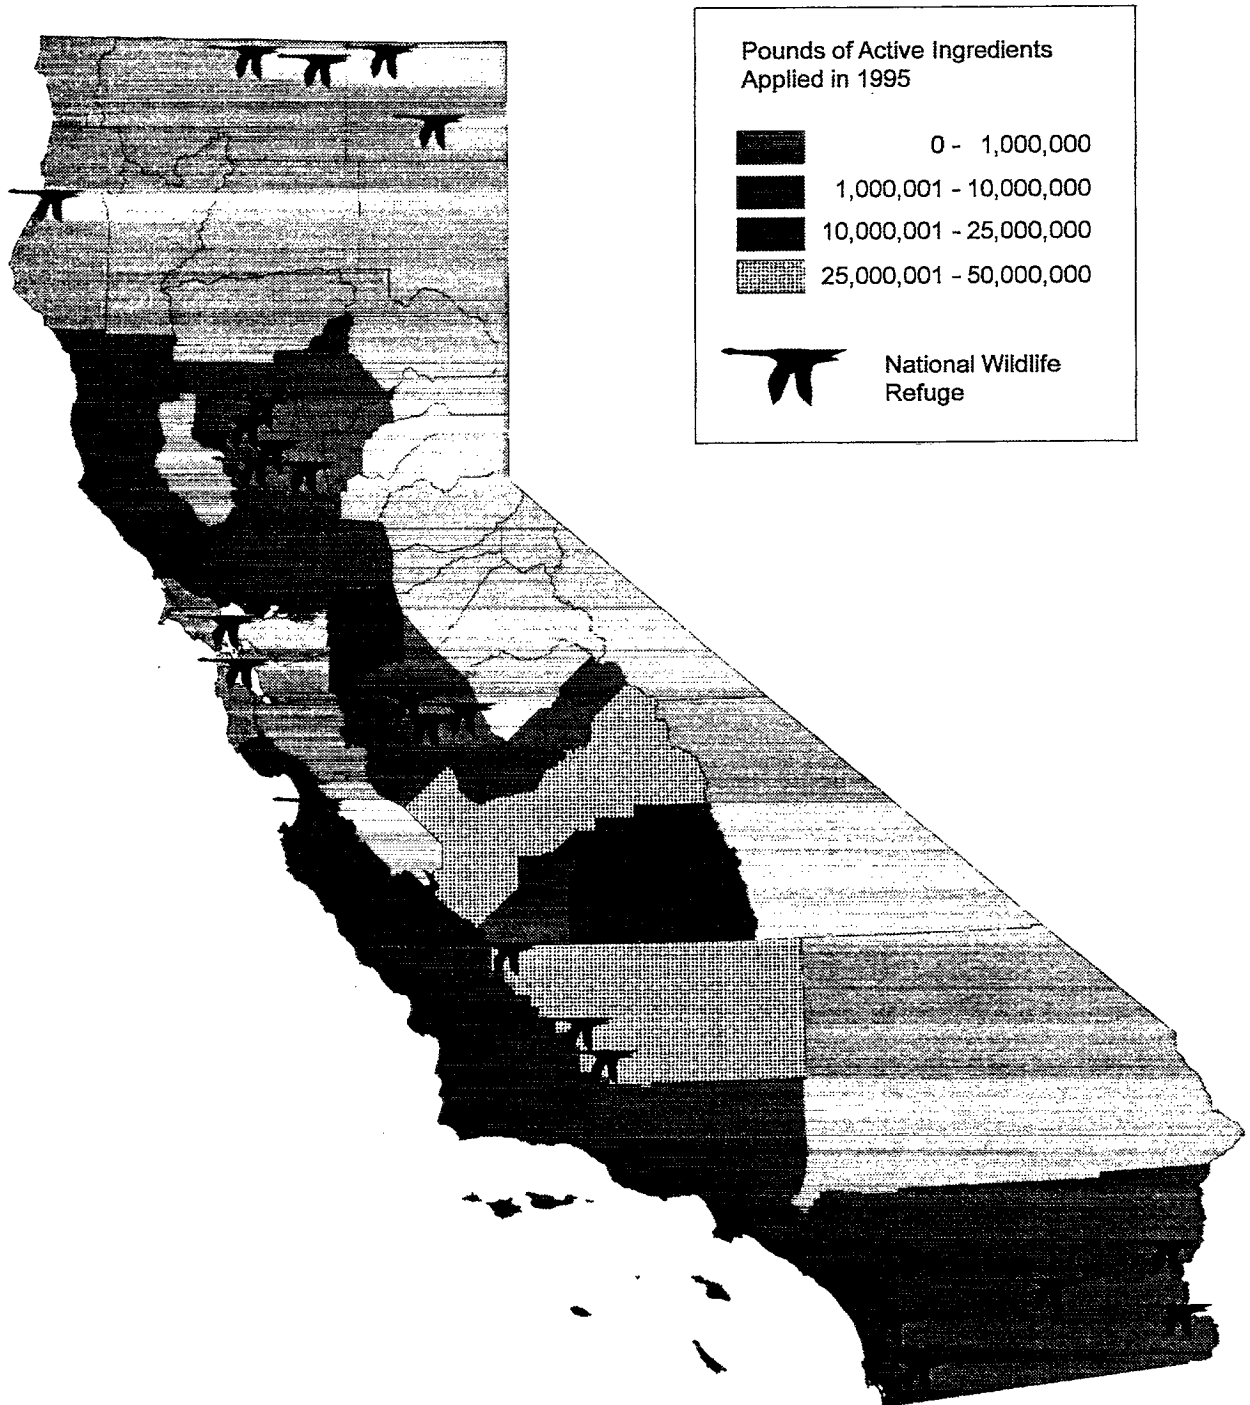 Pounds of Active Ingredients
Applied in 1995
0 - 1,000,000
1,000,001 - 10,000,000
10,000,001 - 25,000,000
25,000,001 - 50,000,000
National Wildlife
Refuge